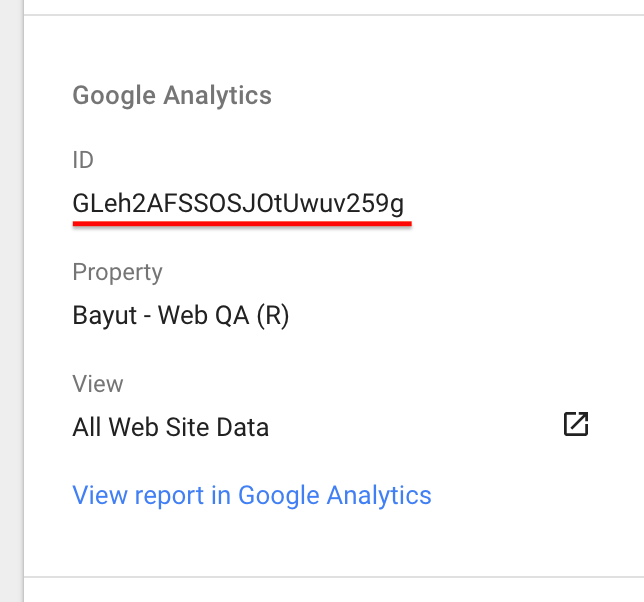 Google Analytics
ID
GLeh2AFSSOSJOtUwuv259g
Property
Bayut - Web QA (R)
View
All Web Site Data
View report in Google Analytics